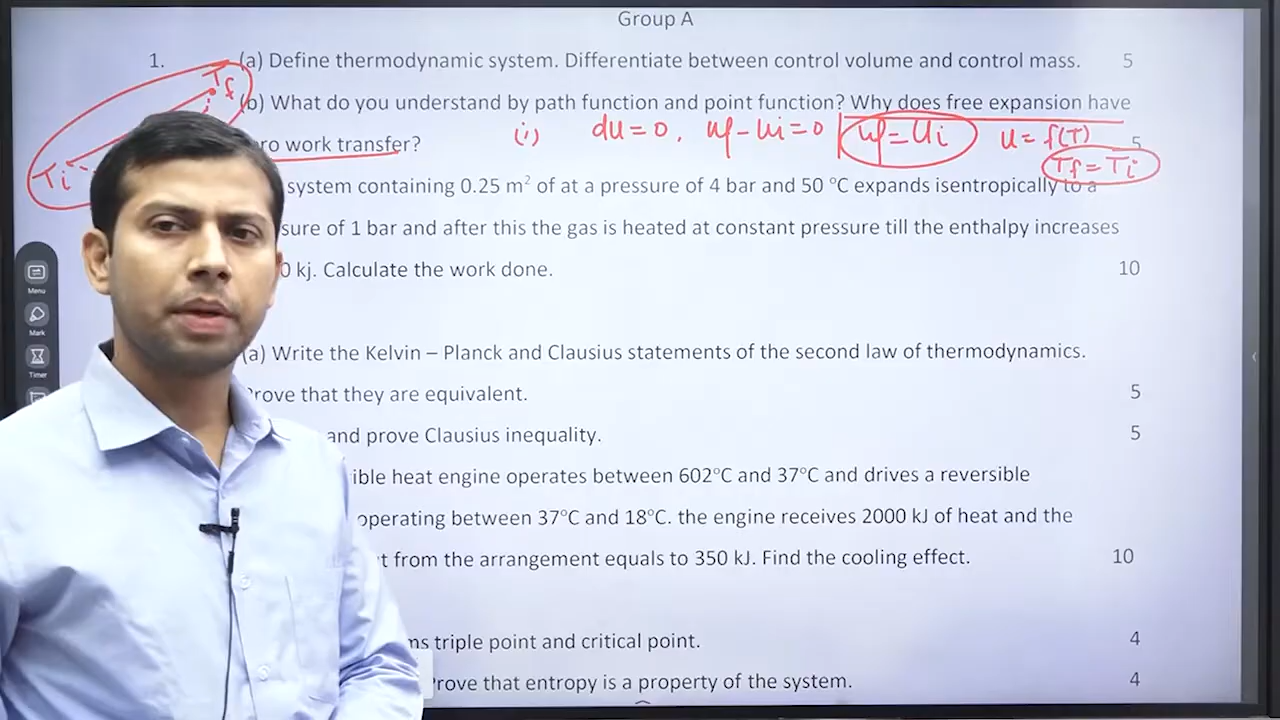 Group A
1. (a) Define thermodynamic system. Differentiate between control volume and control mass. 5
Tf
(b) What do you understand by path function and point function? Why does free expansion have
(i) du = 0, uf - ui = 0 uf = ui u = f(T)
work transfer? 5
Ti
Tf = Ti
system containing 0.25 m² of at a pressure of 4 bar and 50 °C expands isentropically to a
of 1 bar and after this the gas is heated at constant pressure till the enthalpy increases
kj. Calculate the work done. 10
Menu
Mark
Timer
(a) Write the Kelvin – Planck and Clausius statements of the second law of thermodynamics.
Prove that they are equivalent. 5
and prove Clausius inequality. 5
heat engine operates between 602°C and 37°C and drives a reversible
operating between 37°C and 18°C. the engine receives 2000 kJ of heat and the
from the arrangement equals to 350 kJ. Find the cooling effect. 10
triple point and critical point. 4
Prove that entropy is a property of the system. 4